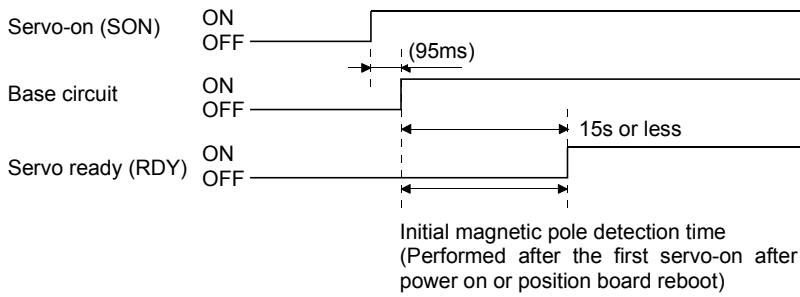 Servo-on (SON)
ON
OFF
(95ms)
Base circuit
ON
OFF
15s or less
Servo ready (RDY)
ON
OFF
Initial magnetic pole detection time
(Performed after the first servo-on after
power on or position board reboot)